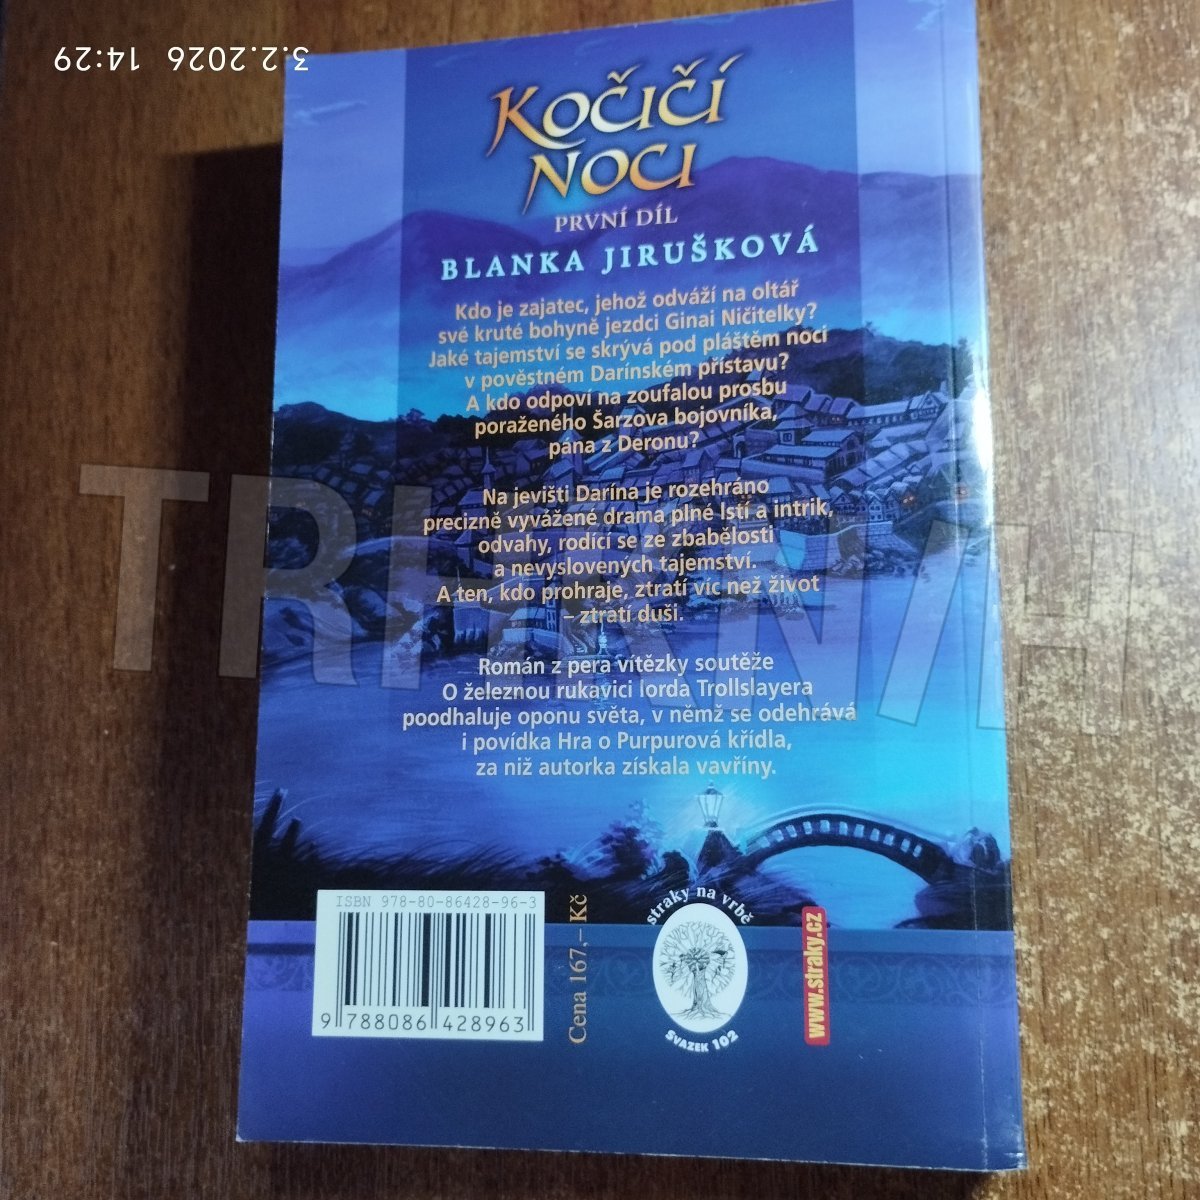 3.2.2026 14:29
KOČIČÍ
NOCI
PRVNÍ DÍL
BLANKA JIRUŠKOVÁ
Kdo je zajatec, jehož odváží na oltář
své kruté bohyně jezdci Ginai Ničitelky?
Jaké tajemství se skrývá pod pláštěm noci
v pověstném Darínském přístavu?
A kdo odpoví na zoufalou prosbu
poraženého Šarzova bojovníka,
pana z Deronu?
Na jevišti Darína je rozehráno
precizně vyvážené drama plné lstí a intrik,
odvahy, rodící se ze zbabělosti
a nevyslovených tajemství.
A ten, kdo prohraje, ztratí víc než život
– ztratí duši.
Román z pera vítězky soutěže
O železnou rukavici lorda Trollslayera
poodhaluje oponu světa, v němž se odehrává
i povídka Hra o Purpurová křídla,
za niž autorka získala vavříny.
ISBN 978-80-86428-96-3
9 788086 428963
Cena 167,– Kč
straky na vrbě
SVAZEK 102
www.straky.cz